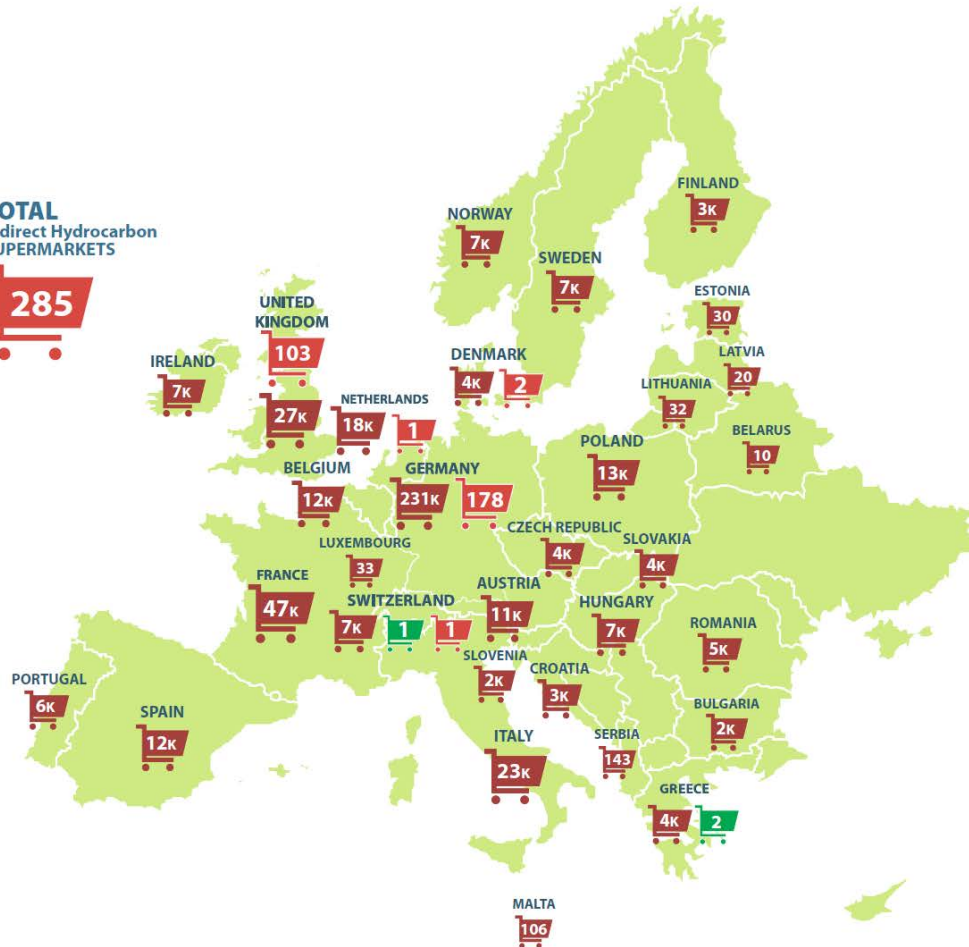 OTAL
direct Hydrocarbon
UPERMARKETS
285
FINLAND
3K
NORWAY
7K
SWEDEN
7K
ESTONIA
30
UNITED
KINGDOM
103
27K
IRELAND
7K
DENMARK
4K
2
LATVIA
20
LITHUANIA
32
NETHERLANDS
18K
1
BELARUS
10
POLAND
13K
BELGIUM
12K
GERMANY
231K
178
CZECH REPUBLIC
4K
SLOVAKIA
4K
LUXEMBOURG
33
FRANCE
47K
SWITZERLAND
7K
1
1
AUSTRIA
11K
HUNGARY
7K
ROMANIA
5K
SLOVENIA
2K
CROATIA
3K
PORTUGAL
6K
SPAIN
12K
BULGARIA
2K
ITALY
23K
SERBIA
143
GREECE
4K
2
MALTA
106